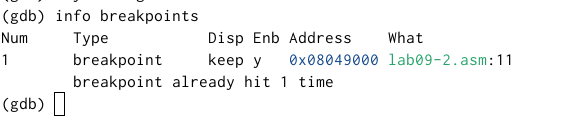 (gdb) info breakpoints
Num     Type           Disp Enb Address    What
1       breakpoint     keep y   0x08049000 lab09-2.asm:11
        breakpoint already hit 1 time
(gdb)